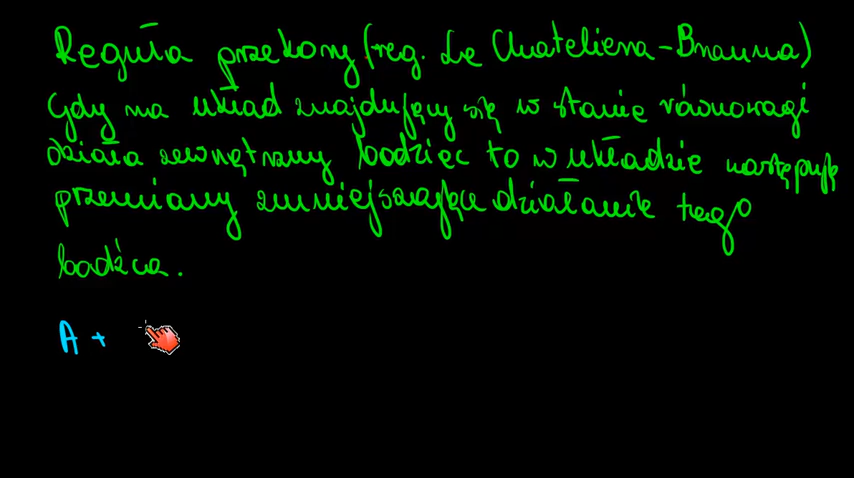 Reguła przekory (reg. Le Chateliera-Brauna)
Gdy na układ znajdujący się w stanie równowagi
działa zewnętrzny bodziec to w układzie następują
przemiany zmniejszające działanie tego
bodźca.
A +